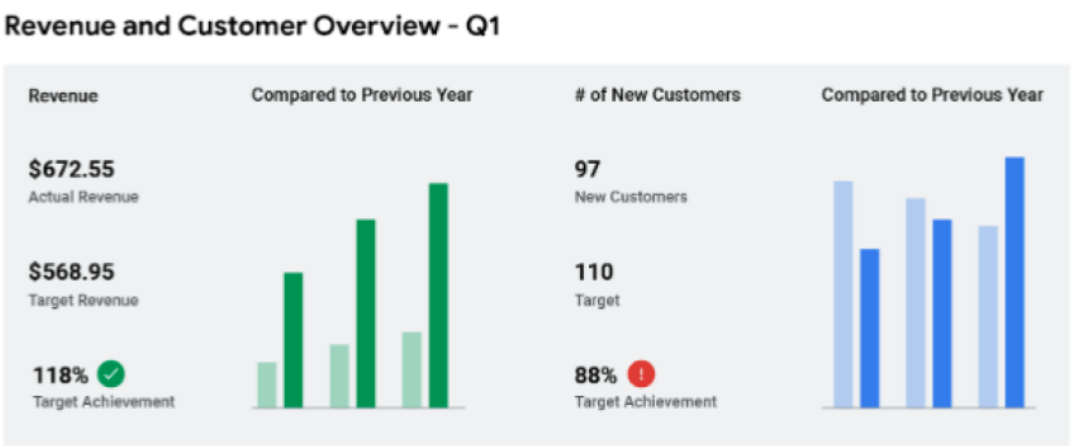 Revenue and Customer Overview - Q1
Revenue
Compared to Previous Year
$672.55
Actual Revenue
$568.95
Target Revenue
118%
Target Achievement
# of New Customers
Compared to Previous Year
97
New Customers
110
Target
88%
!
Target Achievement